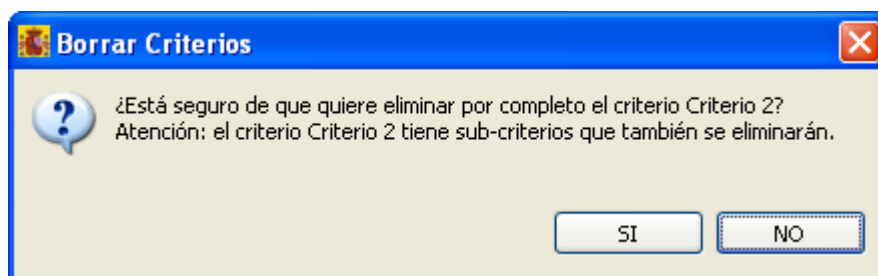 Borrar Criterios
¿Está seguro de que quiere eliminar por completo el criterio Criterio 2?
Atención: el criterio Criterio 2 tiene sub-criterios que también se eliminarán.
SI
NO